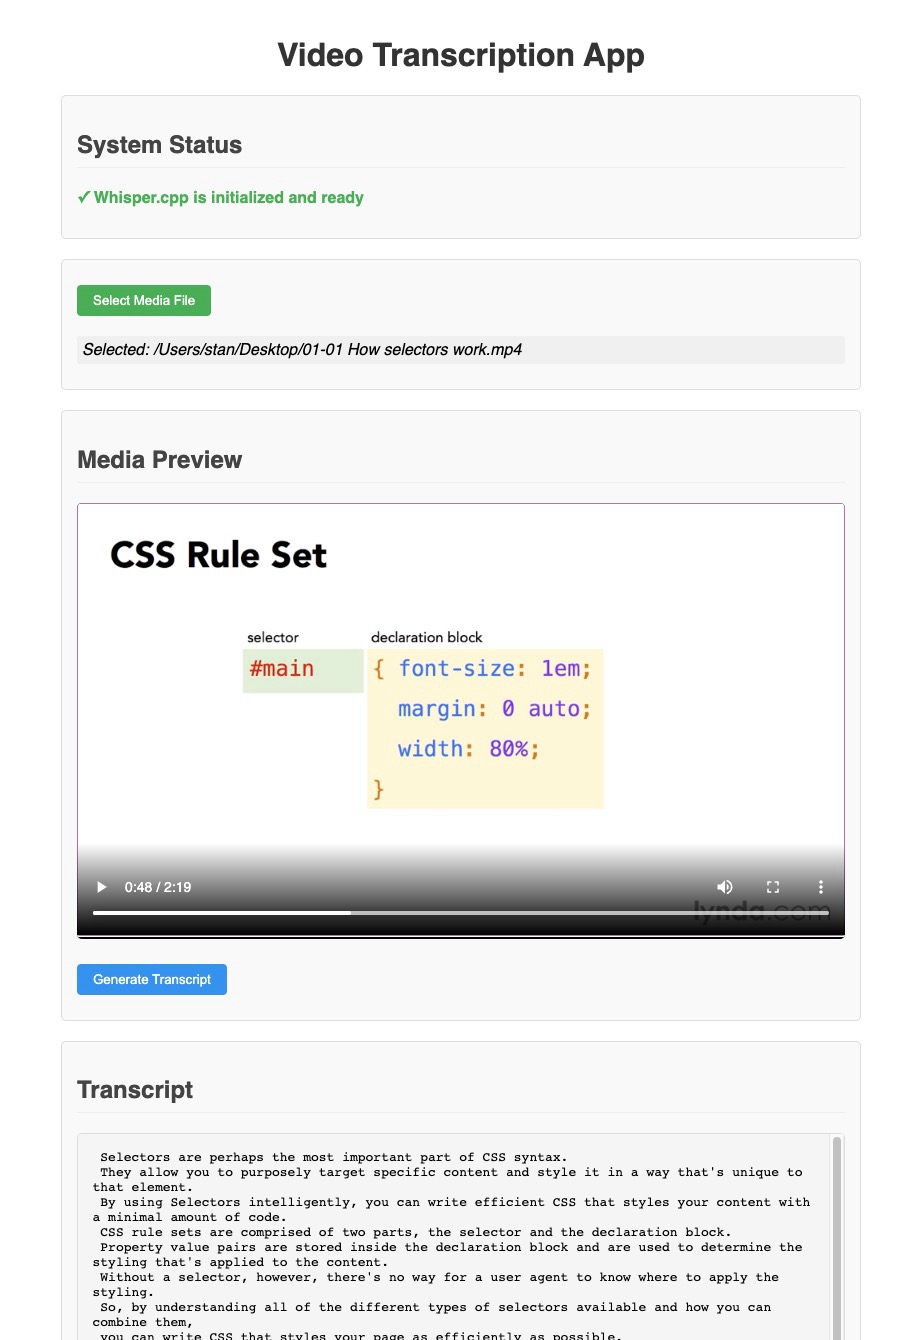 Video Transcription App
System Status
✓ Whisper.cpp is initialized and ready
Select Media File
Selected: /Users/stan/Desktop/01-01 How selectors work.mp4
Media Preview
CSS Rule Set
selector
declaration block
#main
{ font-size: 1em;
margin: 0 auto;
width: 80%;
}
0:48 / 2:19
lynda.com
Generate Transcript
Transcript
Selectors are perhaps the most important part of CSS syntax.
They allow you to purposely target specific content and style it in a way that's unique to
that element.
By using Selectors intelligently, you can write efficient CSS that styles your content with
a minimal amount of code.
CSS rule sets are comprised of two parts, the selector and the declaration block.
Property value pairs are stored inside the declaration block and are used to determine the
styling that's applied to the content.
Without a selector, however, there's no way for a user agent to know where to apply the
styling.
So, by understanding all of the different types of selectors available and how you can
combine them,
you can write CSS that styles your page as efficiently as possible.